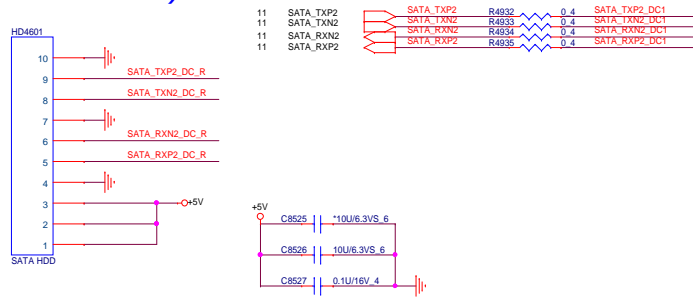 11 SATA_TXP2 SATA_TXP2 R4932 0_4 SATA_TXP2_DC1
11 SATA_TXN2 SATA_TXN2 R4933 0_4 SATA_TXN2_DC1
11 SATA_RXN2 SATA_RXN2 R4934 0_4 SATA_RXN2_DC1
11 SATA_RXP2 SATA_RXP2 R4935 0_4 SATA_RXP2_DC1
HD4601
10
9 SATA_TXP2_DC_R
8 SATA_TXN2_DC_R
7
6 SATA_RXN2_DC_R
5 SATA_RXP2_DC_R
4
3 +5V
2
1
SATA HDD
+5V
C8525 *10U/6.3VS_6
C8526 10U/6.3VS_6
C8527 0.1U/16V_4